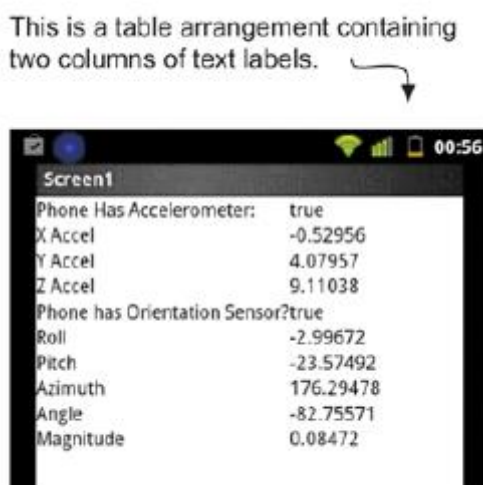 This is a table arrangement containing
two columns of text labels.
00:56
Screen1
Phone Has Accelerometer: true
X Accel -0.52956
Y Accel 4.07957
Z Accel 9.11038
Phone has Orientation Sensor?true
Roll -2.99672
Pitch -23.57492
Azimuth 176.29478
Angle -82.75571
Magnitude 0.08472